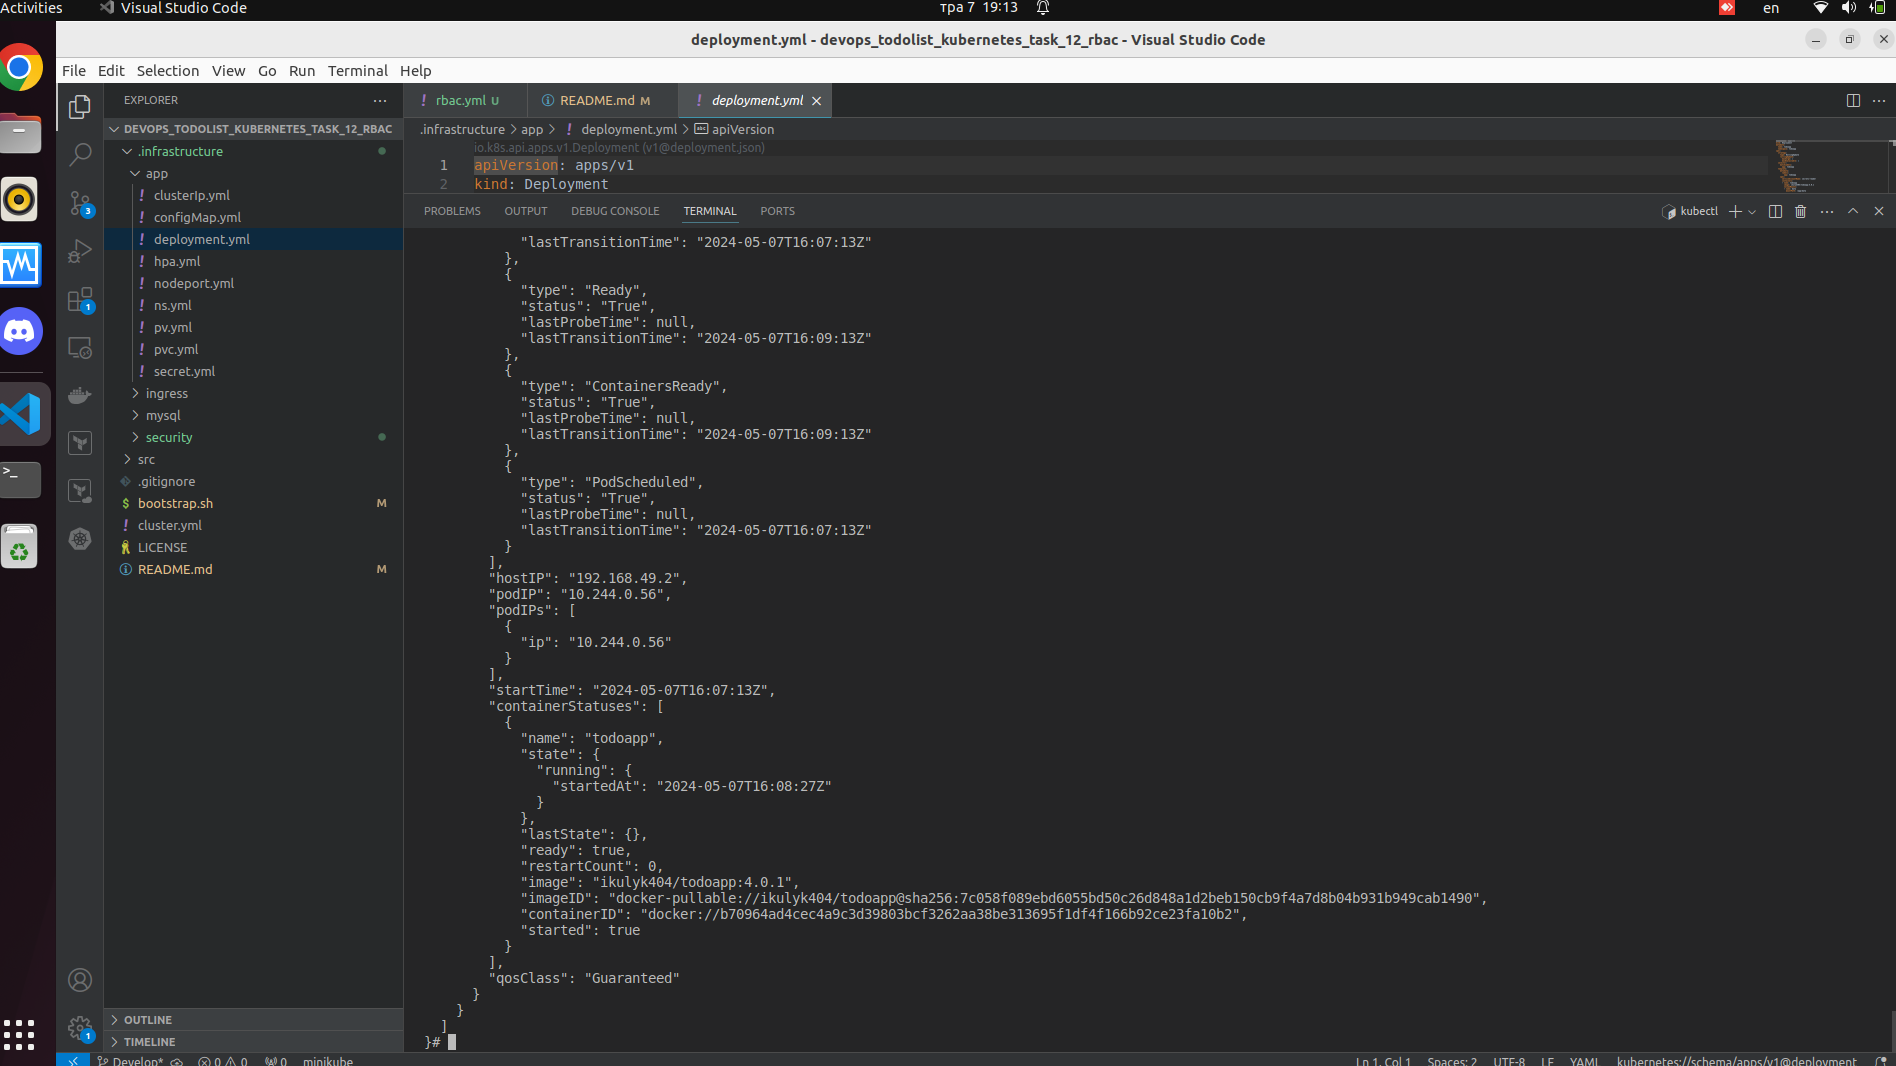 Activities
Visual Studio Code
тра 7 19:13
en
deployment.yml - devops_todolist_kubernetes_task_12_rbac - Visual Studio Code
File Edit Selection View Go Run Terminal Help
EXPLORER
rbac.yml U
README.md M
deployment.yml
DEVOPS_TODOLIST_KUBERNETES_TASK_12_RBAC
.infrastructure
app
clusterIp.yml
configMap.yml
deployment.yml
hpa.yml
nodeport.yml
ns.yml
pv.yml
pvc.yml
secret.yml
ingress
mysql
security
src
.gitignore
bootstrap.sh M
cluster.yml
LICENSE
README.md M
OUTLINE
TIMELINE
3
1
1
.infrastructure > app > ! deployment.yml > apiVersion
io.k8s.api.apps.v1.Deployment (v1@deployment.json)
1 apiVersion: apps/v1
2 kind: Deployment
PROBLEMS OUTPUT DEBUG CONSOLE TERMINAL PORTS
kubectl
"lastTransitionTime": "2024-05-07T16:07:13Z"
},
{
"type": "Ready",
"status": "True",
"lastProbeTime": null,
"lastTransitionTime": "2024-05-07T16:09:13Z"
},
{
"type": "ContainersReady",
"status": "True",
"lastProbeTime": null,
"lastTransitionTime": "2024-05-07T16:09:13Z"
},
{
"type": "PodScheduled",
"status": "True",
"lastProbeTime": null,
"lastTransitionTime": "2024-05-07T16:07:13Z"
}
],
"hostIP": "192.168.49.2",
"podIP": "10.244.0.56",
"podIPs": [
{
"ip": "10.244.0.56"
}
],
"startTime": "2024-05-07T16:07:13Z",
"containerStatuses": [
{
"name": "todoapp",
"state": {
"running": {
"startedAt": "2024-05-07T16:08:27Z"
}
},
"lastState": {},
"ready": true,
"restartCount": 0,
"image": "ikulyk404/todoapp:4.0.1",
"imageID": "docker-pullable://ikulyk404/todoapp@sha256:7c058f089ebd6055bd50c26d848a1d2beb150cb9f4a7d8b04b931b949cab1490",
"containerID": "docker://b70964ad4cec4a9c3d39803bcf3262aa38be313695f1df4f166b92ce23fa10b2",
"started": true
}
],
"qosClass": "Guaranteed"
}
}
]
}#
Develop* 0 0 0 minikube
Ln 1, Col 1 Spaces: 2 UTF-8 LF YAML kubernetes://schema/apps/v1@deployment